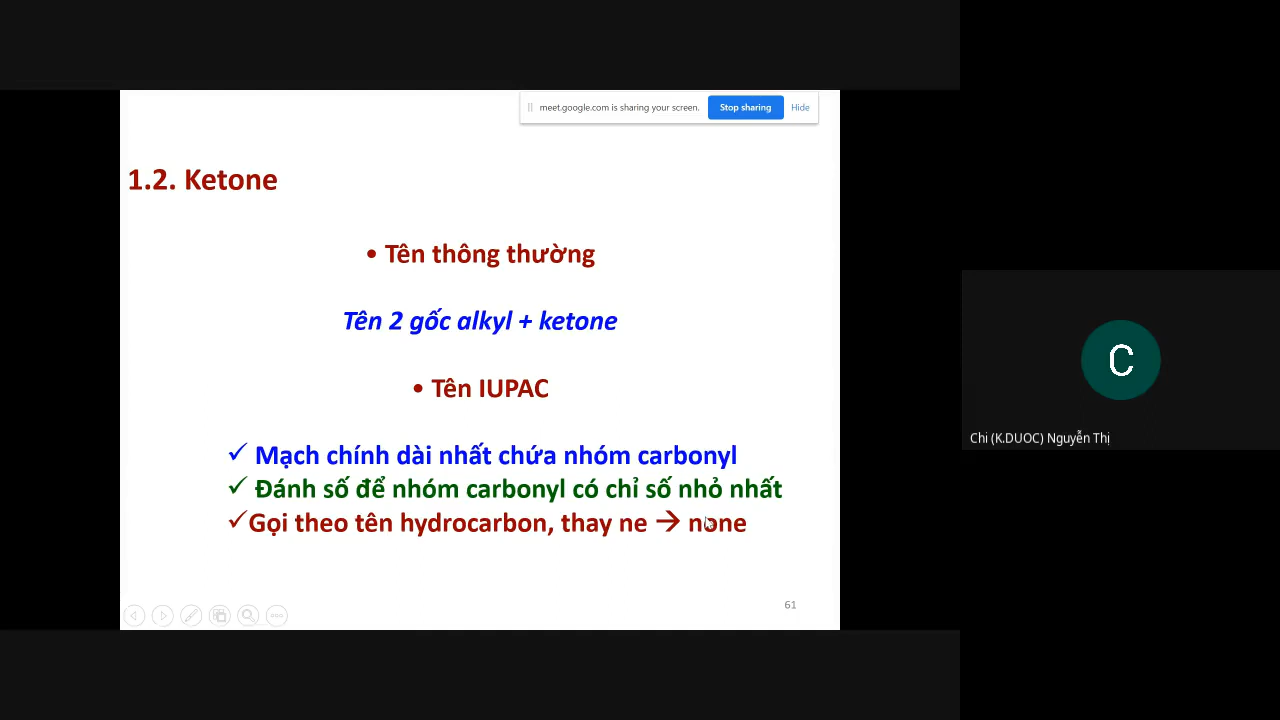 meet.google.com is sharing your screen. Stop sharing Hide
1.2. Ketone
• Tên thông thường
Tên 2 gốc alkyl + ketone
• Tên IUPAC
✓ Mạch chính dài nhất chứa nhóm carbonyl
✓ Đánh số để nhóm carbonyl có chỉ số nhỏ nhất
✓Gọi theo tên hydrocarbon, thay ne → none
61
C
Chi (K.DUOC) Nguyễn Thị